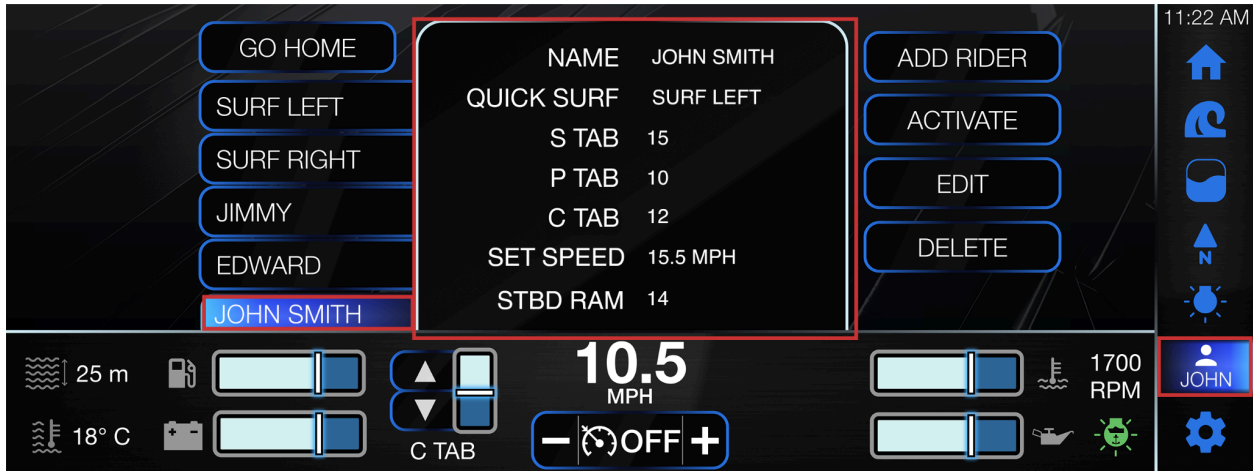 11:22 AM
GO HOME
SURF LEFT
SURF RIGHT
JIMMY
EDWARD
JOHN SMITH
NAME JOHN SMITH
QUICK SURF SURF LEFT
S TAB 15
P TAB 10
C TAB 12
SET SPEED 15.5 MPH
STBD RAM 14
ADD RIDER
ACTIVATE
EDIT
DELETE
N
JOHN
25 m
18° C
C TAB
10.5
MPH
OFF
1700
RPM